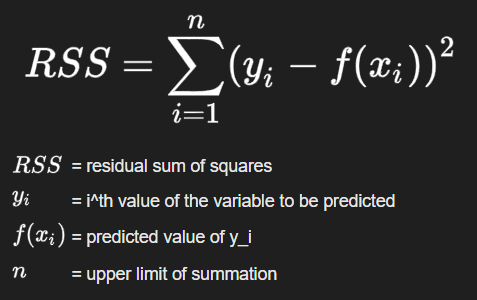 RSS = \sum_{i=1}^{n} (y_i - f(x_i))^2
RSS = residual sum of squares
y_i = i^th value of the variable to be predicted
f(x_i) = predicted value of y_i
n = upper limit of summation